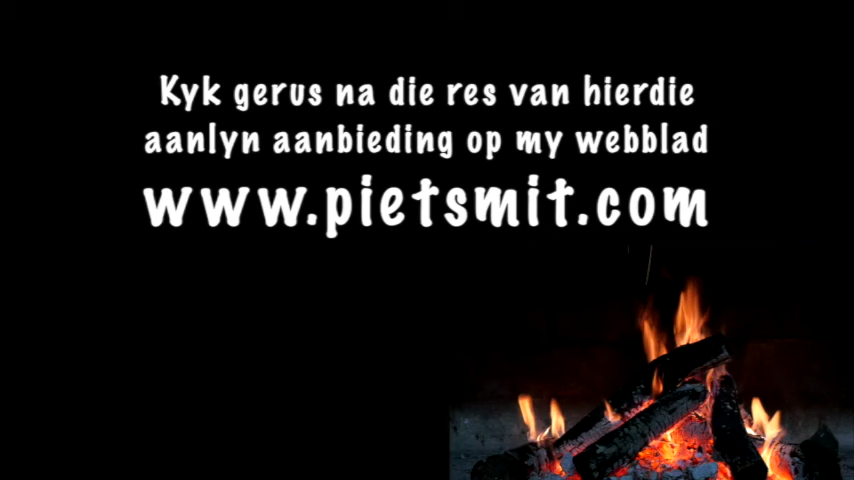 Kyk gerus na die res van hierdie
aanlyn aanbieding op my webblad
www.pietsmit.com